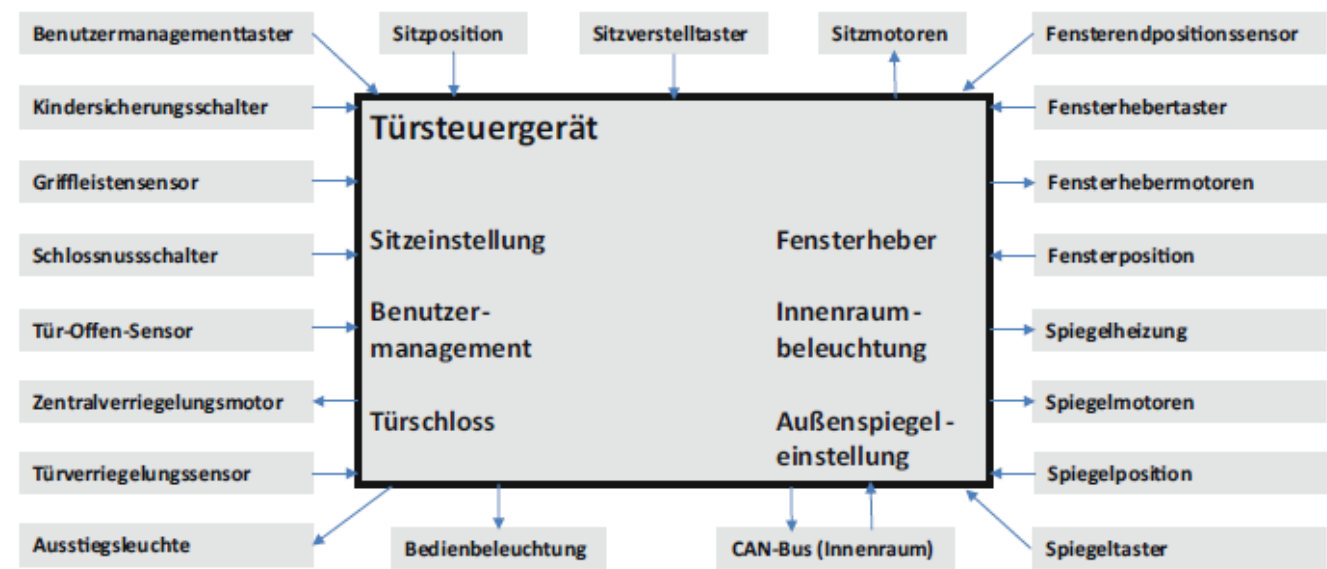 Benutzermanagementtaster
Sitzposition
Sitzverstelltaster
Sitzmotoren
Fensterendpositionssensor
Kindersicherungsschalter
Fensterhebertaster
Türsteuergerät
Griffleistensensor
Fensterhebermotoren
Sitzeinstellung
Fensterheber
Schlossnussschalter
Fensterposition
Benutzer-
management
Innenraum-
beleuchtung
Tür-Offen-Sensor
Spiegelheizung
Zentralverriegelungsmotor
Spiegelmotoren
Türschloss
Außenspiegel-
einstellung
Türverriegelungssensor
Spiegelposition
Ausstiegsleuchte
Bedienbeleuchtung
CAN-Bus (Innenraum)
Spiegeltaster